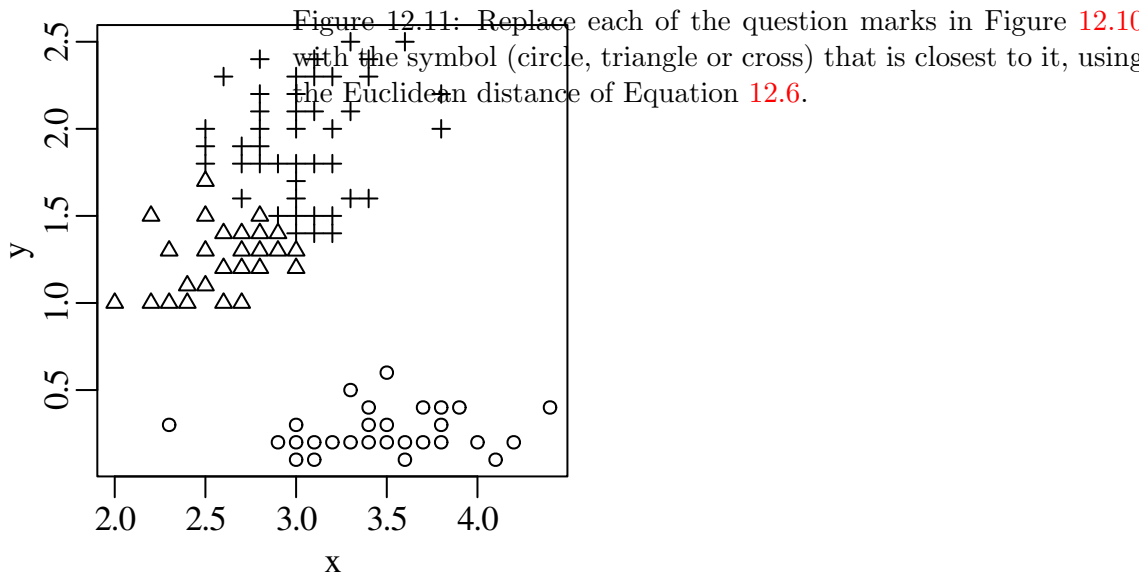 Figure 12.11: Replace each of the question marks in Figure 12.10
with the symbol (circle, triangle or cross) that is closest to it, using
the Euclidean distance of Equation 12.6.
2.5
2.0
1.5
1.0
0.5
y
2.0 2.5 3.0 3.5 4.0
x